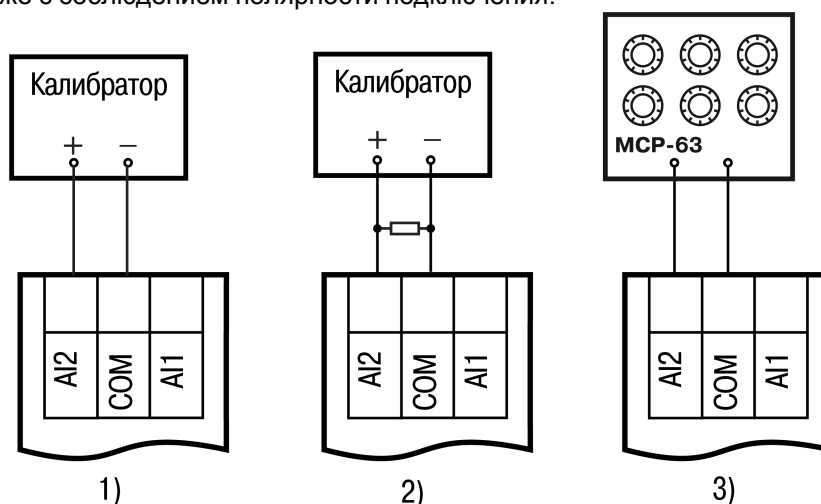 же с соблюдением полярности подключения:
Калибратор
+ −
AI2 COM AI1
1)
Калибратор
+ −
AI2 COM AI1
2)
МСР-63
AI2 COM AI1
3)